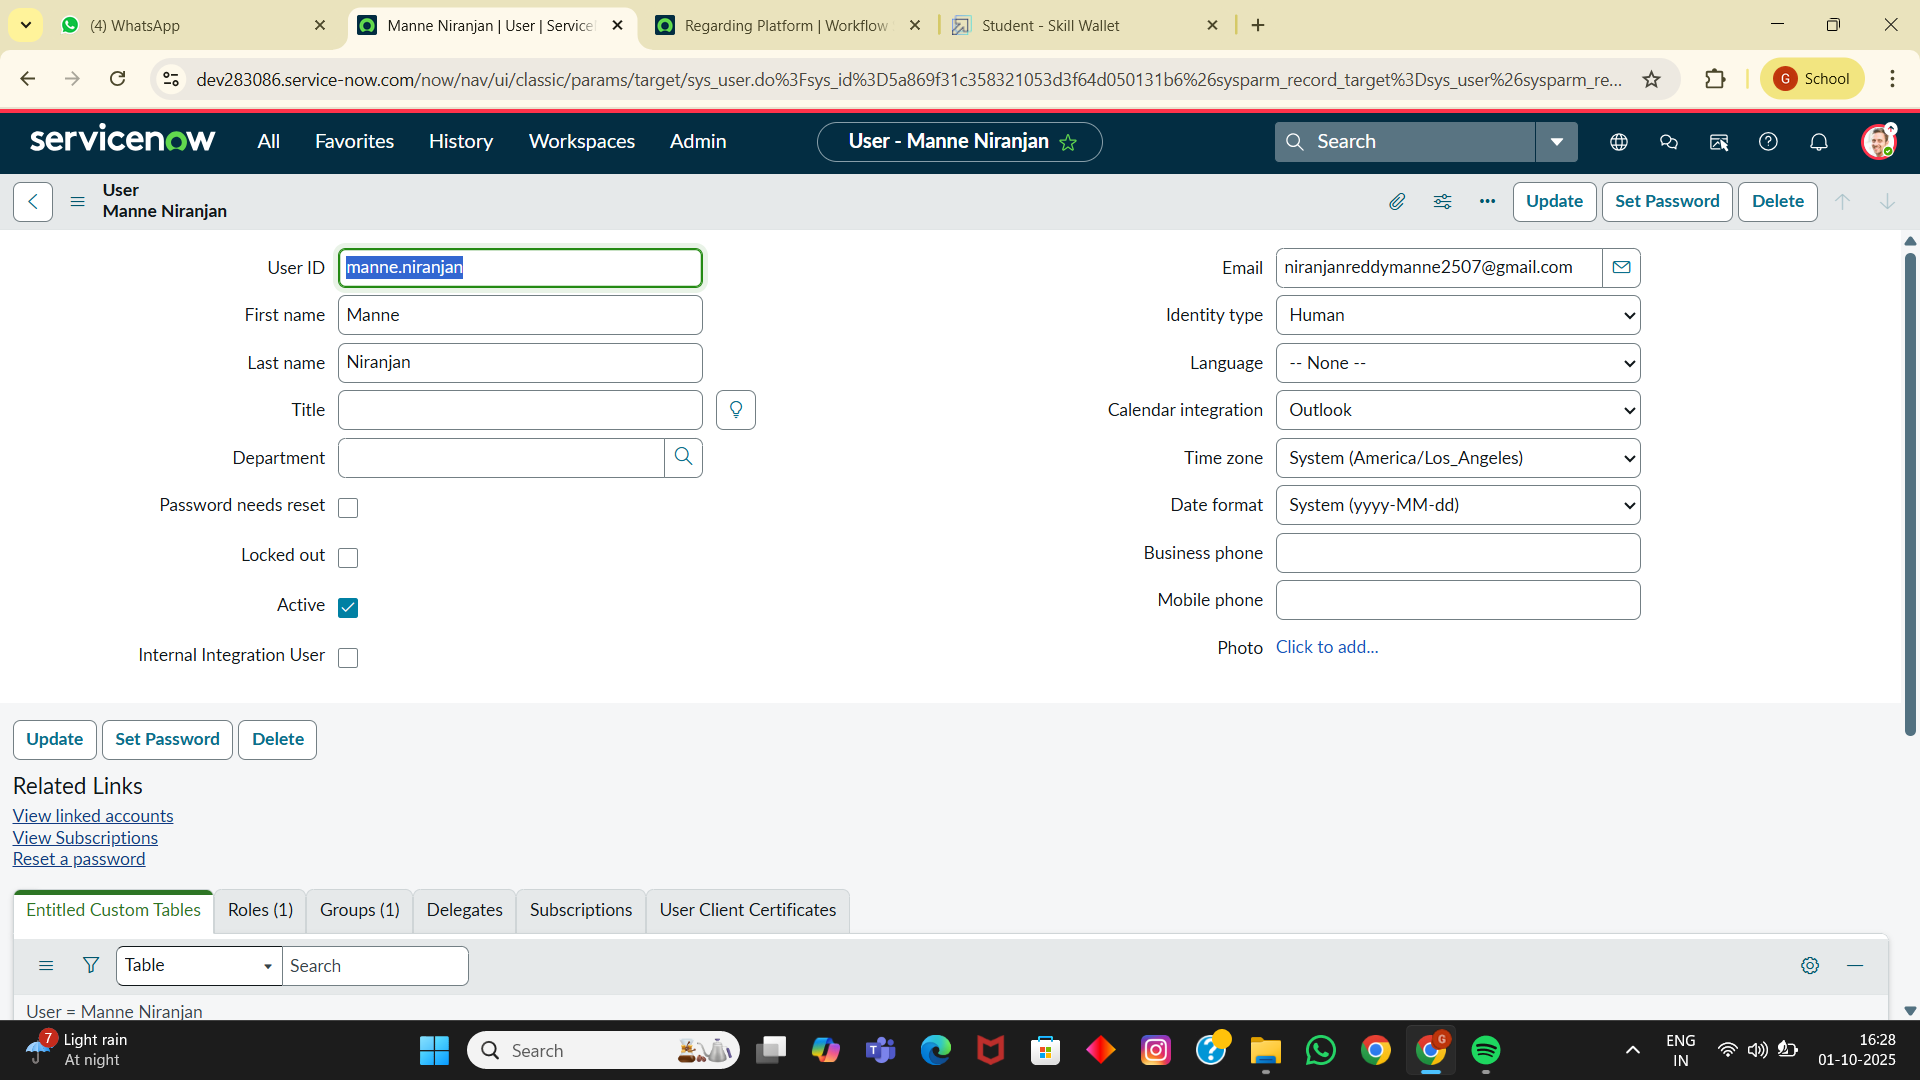 (4) WhatsApp
Manne Niranjan | User | Service
Regarding Platform | Workflow
Student - Skill Wallet
dev283086.service-now.com/now/nav/ui/classic/params/target/sys_user.do%3Fsys_id%3D5a869f31c358321053d3f64d050131b6%26sysparm_record_target%3Dsys_user%26sysparm_re...
G School
servicenow
All Favorites History Workspaces Admin
User - Manne Niranjan
Search
User
Manne Niranjan
Update Set Password Delete
User ID manne.niranjan
Email niranjanreddymanne2507@gmail.com
First name Manne
Identity type Human
Last name Niranjan
Language -- None --
Title
Calendar integration Outlook
Department
Time zone System (America/Los_Angeles)
Password needs reset
Date format System (yyyy-MM-dd)
Locked out
Business phone
Active
Mobile phone
Internal Integration User
Photo Click to add...
Update Set Password Delete
Related Links
View linked accounts
View Subscriptions
Reset a password
Entitled Custom Tables Roles (1) Groups (1) Delegates Subscriptions User Client Certificates
Table Search
User = Manne Niranjan
7 Light rain
At night
Search
G
ENG
IN
16:28
01-10-2025